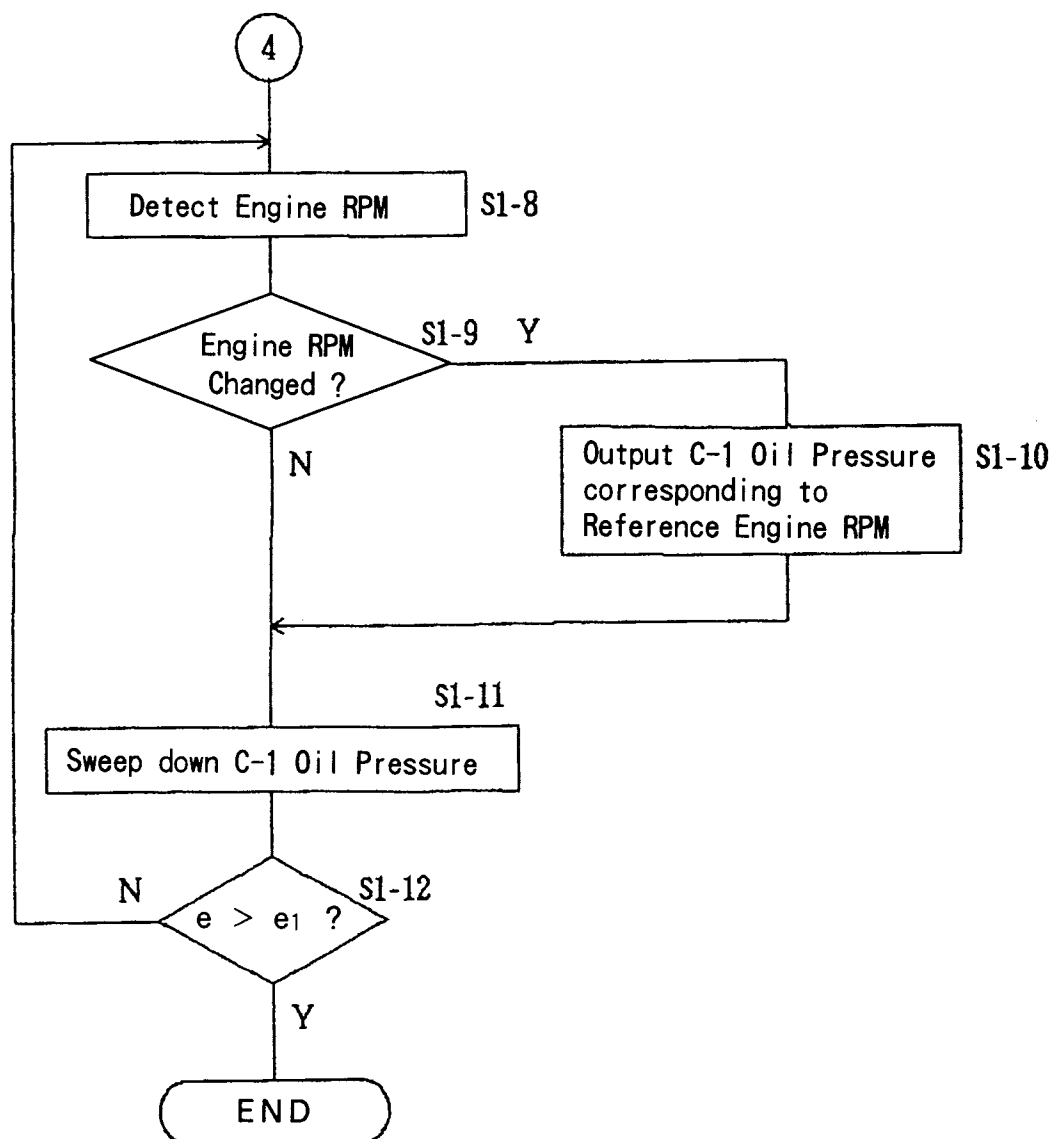 4
Detect Engine RPM
S1-8
Engine RPM
Changed ?
S1-9
Y
N
Output C-1 Oil Pressure
corresponding to
Reference Engine RPM
S1-10
S1-11
Sweep down C-1 Oil Pressure
N
S1-12
e > e1 ?
Y
END